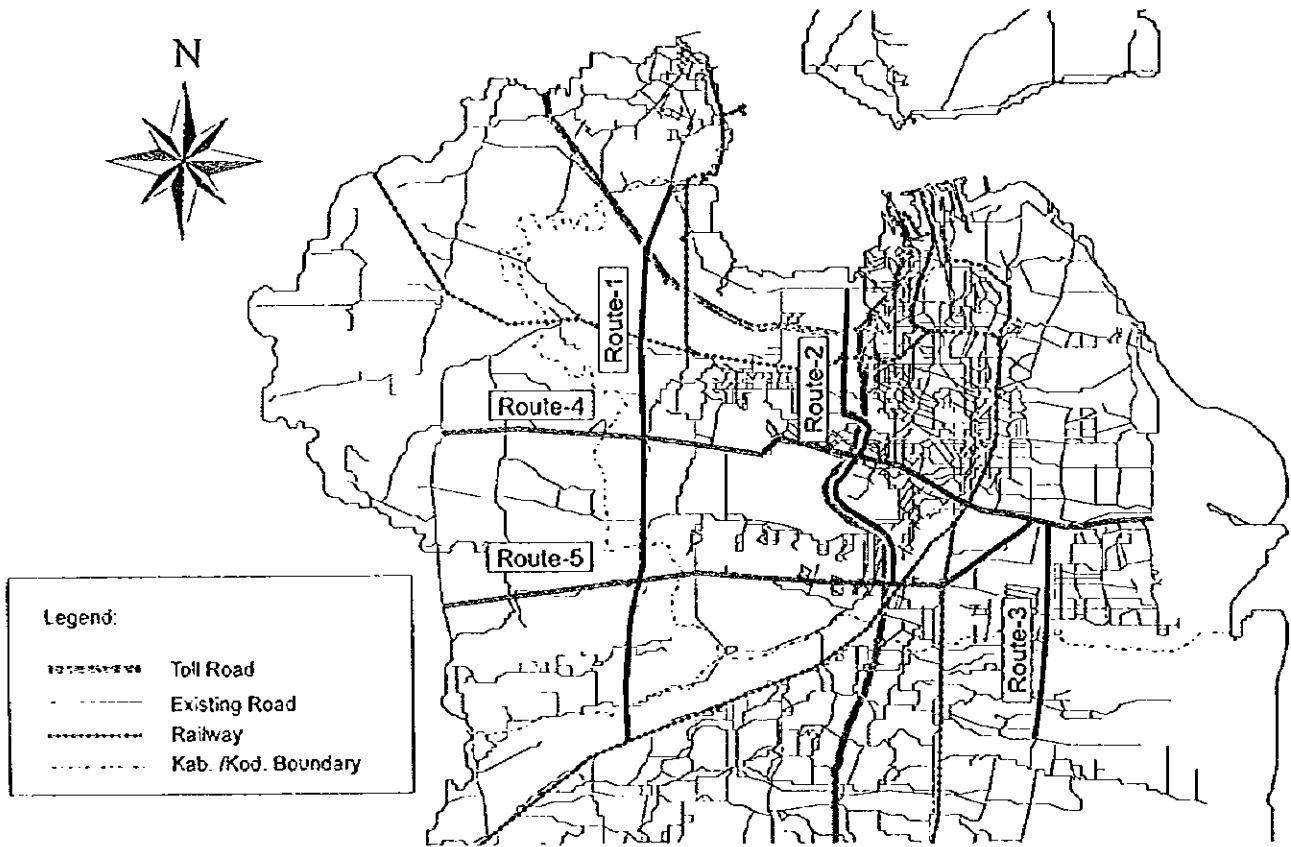 N
Route-1
Route-2
Route-4
Route-5
Route-3
Legend:
Toll Road
Existing Road
Railway
Kab. /Kod. Boundary